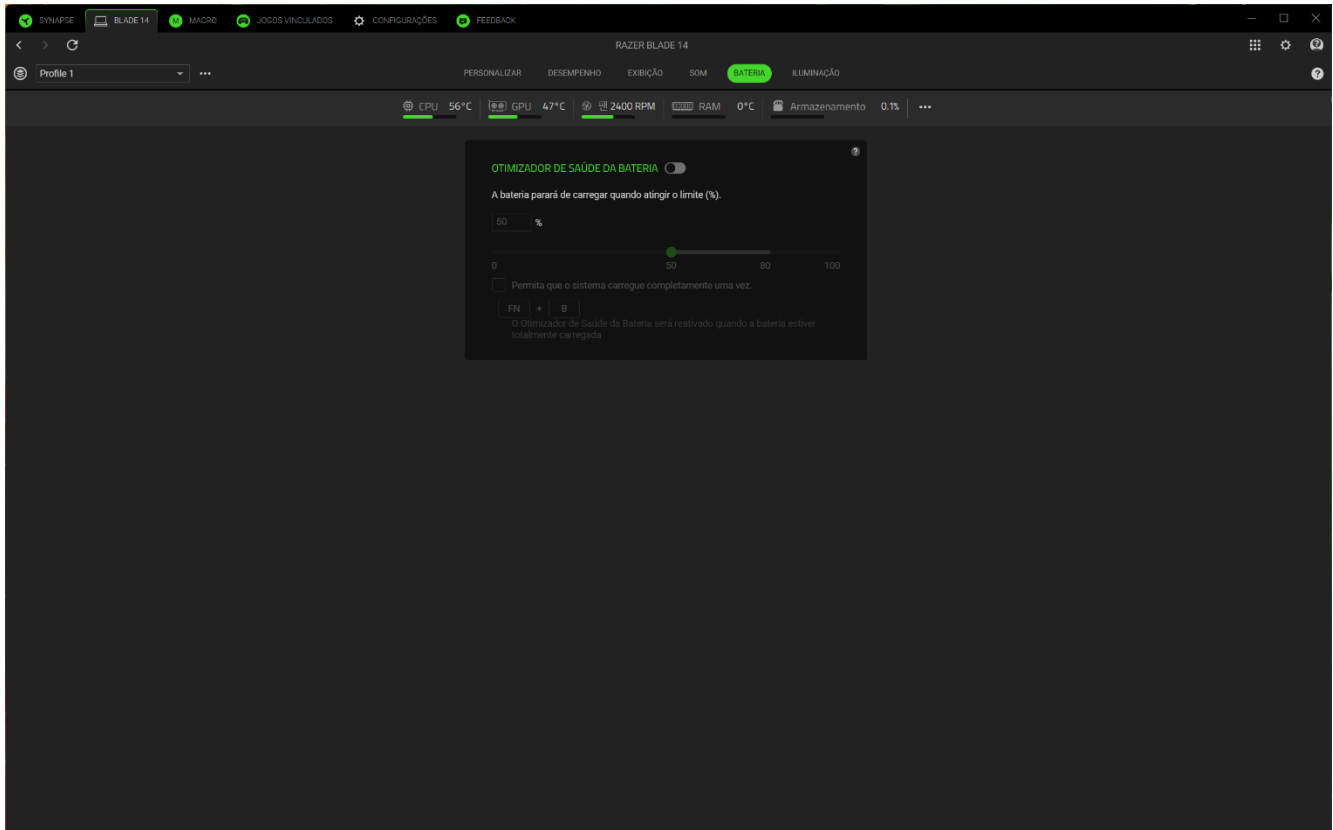 SYNAPSE BLADE 14 M MACRO JOGOS VINCULADOS CONFIGURAÇÕES FEEDBACK
RAZER BLADE 14
Profile 1 PERSONALIZAR DESEMPENHO EXIBIÇÃO SOM BATERIA ILUMINAÇÃO ?
CPU 56°C GPU 47°C 2400 RPM RAM 0°C Armazenamento 0.1%
?
OTIMIZADOR DE SAÚDE DA BATERIA
A bateria parará de carregar quando atingir o limite (%).
50 %
0 50 80 100
Permita que o sistema carregue completamente uma vez.
FN + B
O Otimizador de Saúde da Bateria será reativado quando a bateria estiver
totalmente carregada